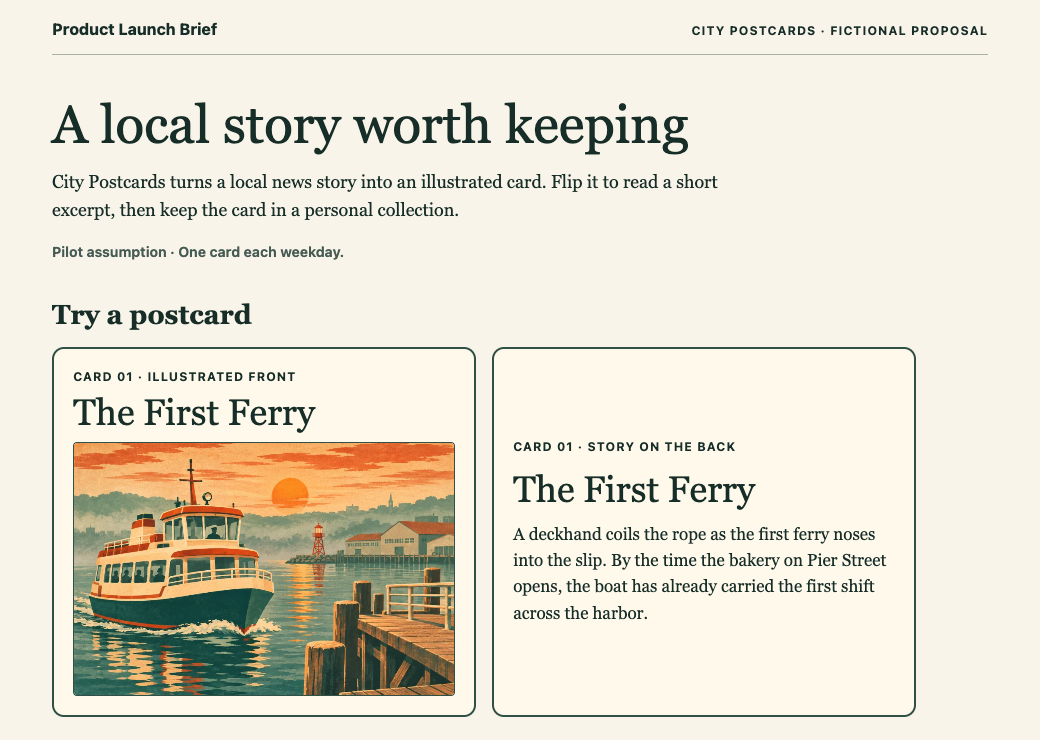 Product Launch Brief
CITY POSTCARDS · FICTIONAL PROPOSAL
A local story worth keeping
City Postcards turns a local news story into an illustrated card. Flip it to read a short
excerpt, then keep the card in a personal collection.
Pilot assumption · One card each weekday.
Try a postcard
CARD 01 · ILLUSTRATED FRONT
The First Ferry
CARD 01 · STORY ON THE BACK
The First Ferry
A deckhand coils the rope as the first ferry noses
into the slip. By the time the bakery on Pier Street
opens, the boat has already carried the first shift
across the harbor.